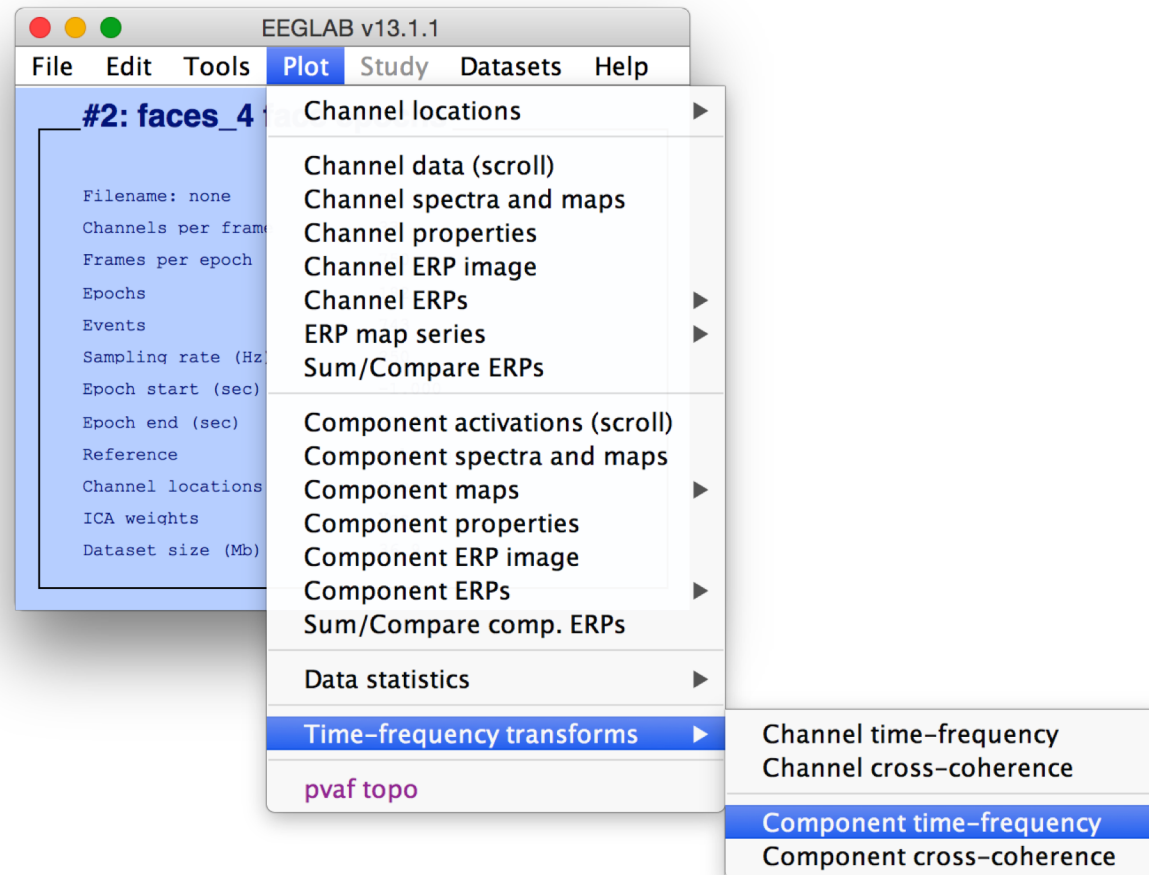 EEGLAB v13.1.1
File Edit Tools Plot Study Datasets Help
#2: faces_4
Filename: none
Channels per frame
Frames per epoch
Epochs
Events
Sampling rate (Hz)
Epoch start (sec)
Epoch end (sec)
Reference
Channel locations
ICA weights
Dataset size (Mb)
Channel locations
Channel data (scroll)
Channel spectra and maps
Channel properties
Channel ERP image
Channel ERPs
ERP map series
Sum/Compare ERPs
Component activations (scroll)
Component spectra and maps
Component maps
Component properties
Component ERP image
Component ERPs
Sum/Compare comp. ERPs
Data statistics
Time-frequency transforms
pvaf topo
Channel time-frequency
Channel cross-coherence
Component time-frequency
Component cross-coherence